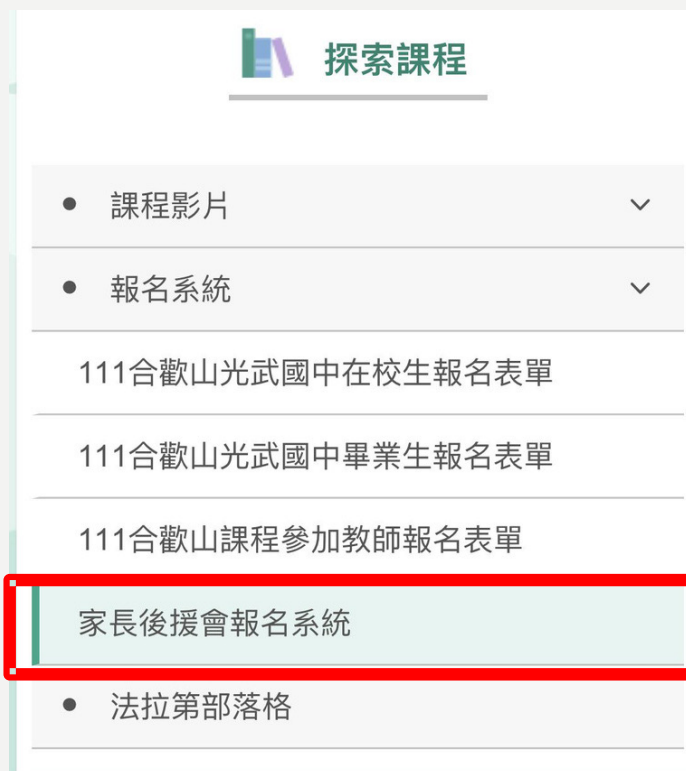 探索課程
課程影片
報名系統
111合歡山光武國中在校生報名表單
111合歡山光武國中畢業生報名表單
111合歡山課程參加教師報名表單
家長後援會報名系統
法拉第部落格